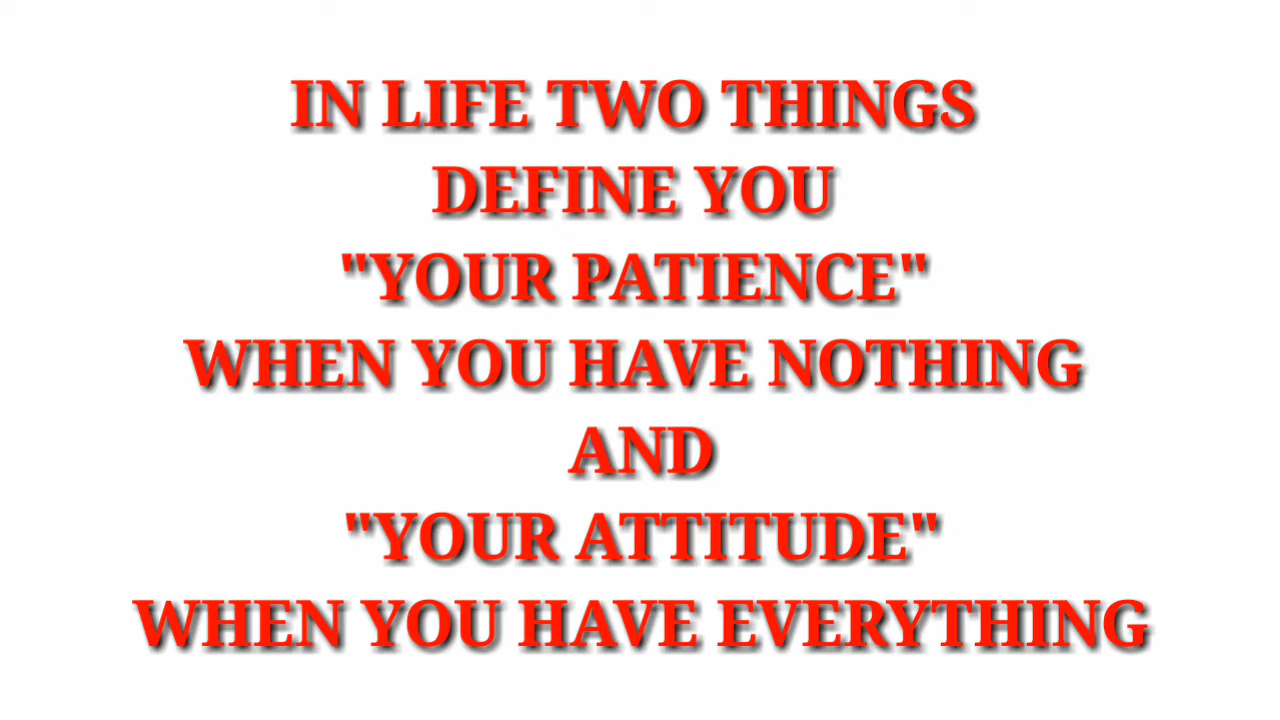 IN LIFE TWO THINGS
DEFINE YOU
"YOUR PATIENCE"
WHEN YOU HAVE NOTHING
AND
"YOUR ATTITUDE"
WHEN YOU HAVE EVERYTHING